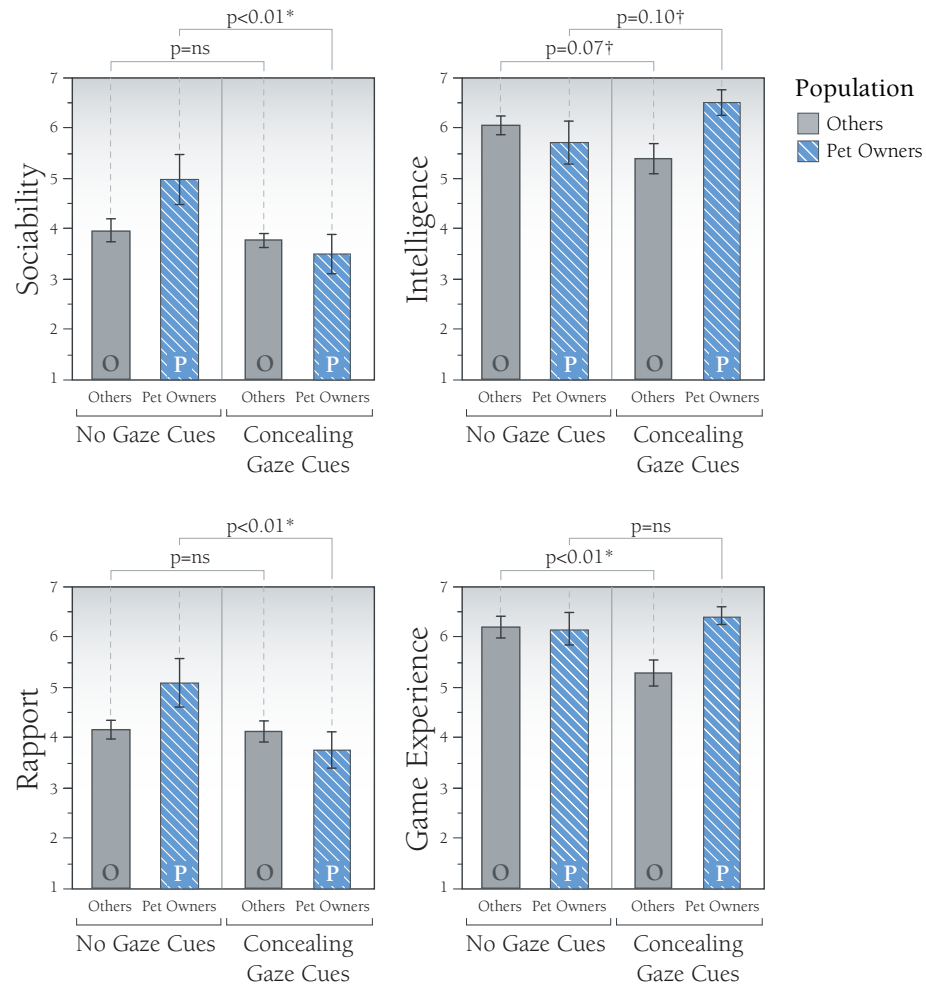 p<0.01*
p=ns
7
6
5
4
3
2
1
Sociability
O
P
O
P
Others Pet Owners Others Pet Owners
No Gaze Cues
Concealing
Gaze Cues
p=0.10†
p=0.07†
7
6
5
4
3
2
1
Intelligence
O
P
O
P
Others Pet Owners Others Pet Owners
No Gaze Cues
Concealing
Gaze Cues
Population
Others
Pet Owners
p<0.01*
p=ns
7
6
5
4
3
2
1
Rapport
O
P
O
P
Others Pet Owners Others Pet Owners
No Gaze Cues
Concealing
Gaze Cues
p=ns
p<0.01*
7
6
5
4
3
2
1
Game Experience
O
P
O
P
Others Pet Owners Others Pet Owners
No Gaze Cues
Concealing
Gaze Cues